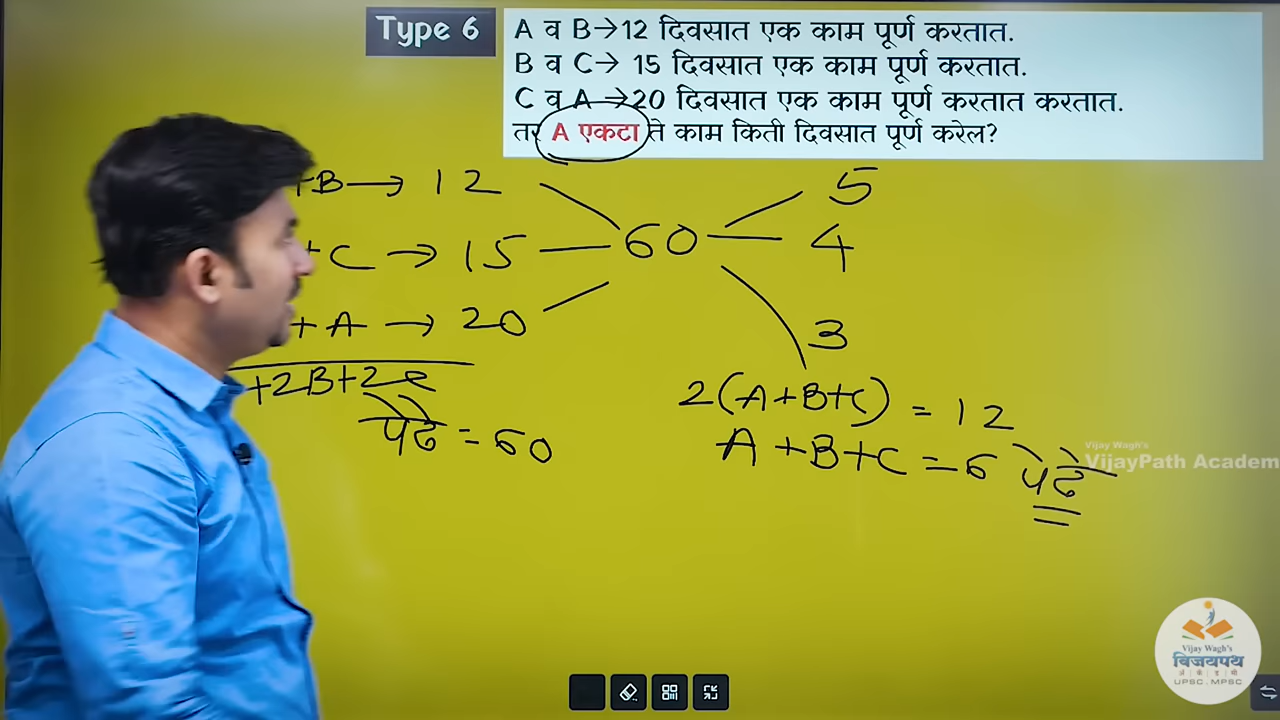 Type 6
A व B→12 दिवसात एक काम पूर्ण करतात.
B व C→ 15 दिवसात एक काम पूर्ण करतात.
C व A →20 दिवसात एक काम पूर्ण करतात करतात.
तर A एकटा ते काम किती दिवसात पूर्ण करेल?
+B → 12
+C → 15
+A → 20
60
5
4
3
+2B+2C
पेढे = 60
2(A+B+C) = 12
A+B+C = 6 पेढे
Vijay Wagh's
VijayPath Academ
Vijay Wagh's
विजयपथ
UPSC.MPSC